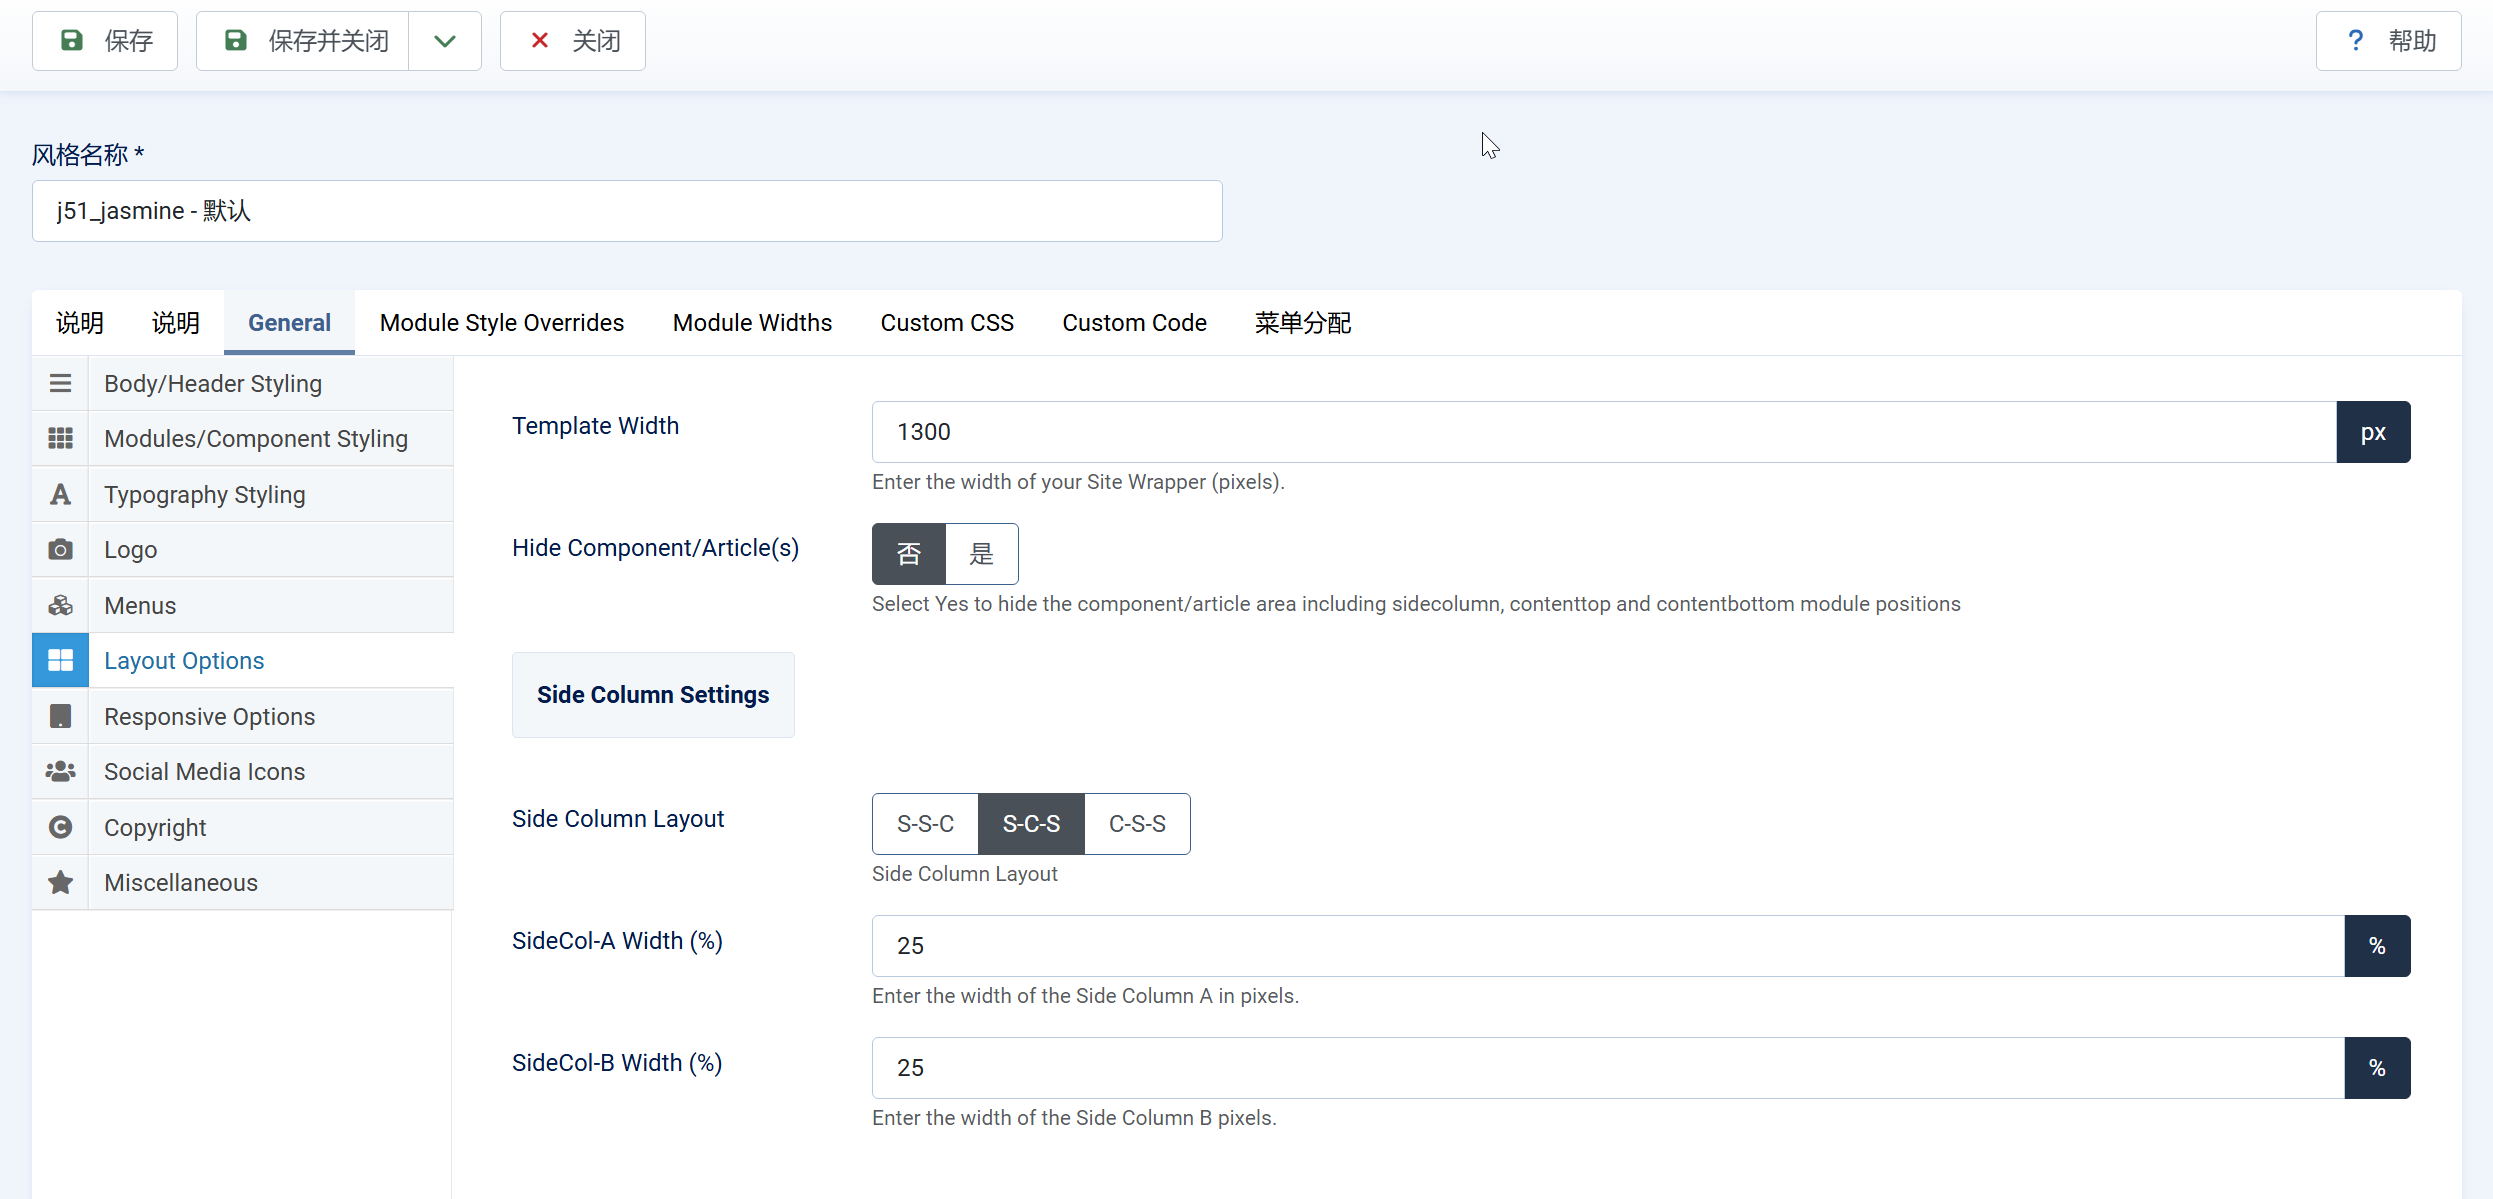 保存 保存并关闭 关闭 ? 帮助
风格名称 *
j51_jasmine - 默认
说明 说明 General Module Style Overrides Module Widths Custom CSS Custom Code 菜单分配
Body/Header Styling
Modules/Component Styling
Typography Styling
Logo
Menus
Layout Options
Responsive Options
Social Media Icons
Copyright
Miscellaneous
Template Width
1300 px
Enter the width of your Site Wrapper (pixels).
Hide Component/Article(s)
否 是
Select Yes to hide the component/article area including sidecolumn, contenttop and contentbottom module positions
Side Column Settings
Side Column Layout
S-S-C S-C-S C-S-S
Side Column Layout
SideCol-A Width (%)
25 %
Enter the width of the Side Column A in pixels.
SideCol-B Width (%)
25 %
Enter the width of the Side Column B pixels.